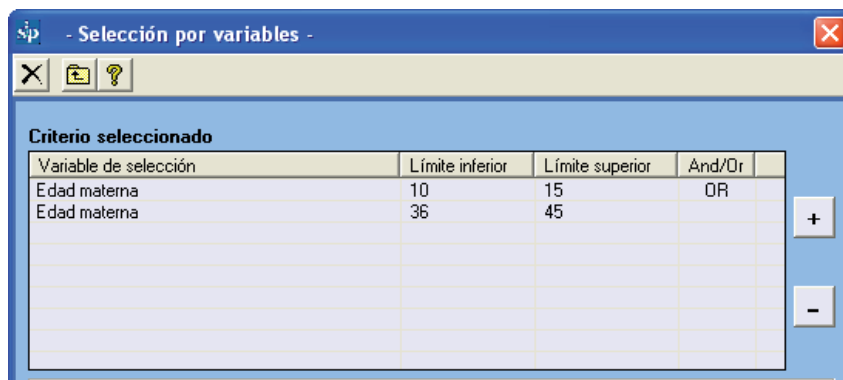 sip - Selección por variables -
Criterio seleccionado
Variable de selección Límite inferior Límite superior And/Or
Edad materna 10 15 OR
Edad materna 36 45
+
-